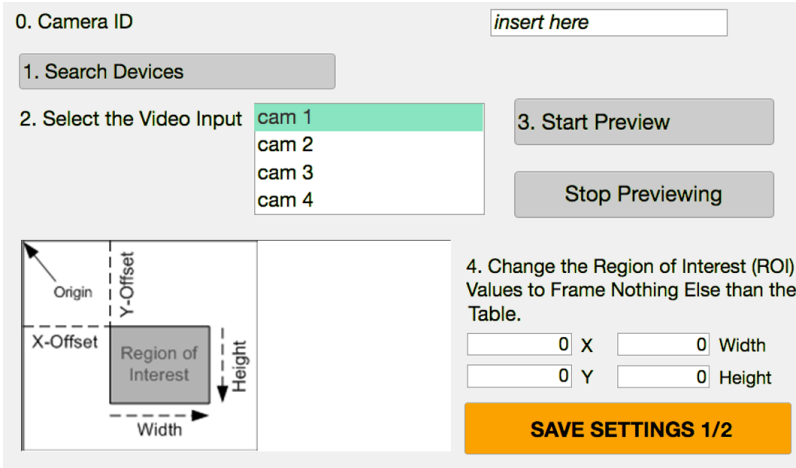 0. Camera ID
insert here
1. Search Devices
2. Select the Video Input
cam 1
cam 2
cam 3
cam 4
3. Start Preview
Stop Previewing
Origin
Y-Offset
X-Offset
Region of
Interest
Height
Width
4. Change the Region of Interest (ROI)
Values to Frame Nothing Else than the
Table.
0 X
0 Width
0 Y
0 Height
SAVE SETTINGS 1/2